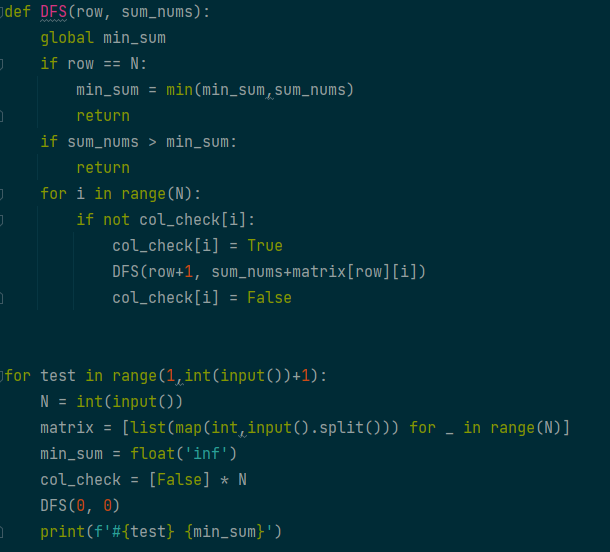 def DFS(row, sum_nums):
    global min_sum
    if row == N:
        min_sum = min(min_sum,sum_nums)
        return
    if sum_nums > min_sum:
        return
    for i in range(N):
        if not col_check[i]:
            col_check[i] = True
            DFS(row+1, sum_nums+matrix[row][i])
            col_check[i] = False
for test in range(1,int(input())+1):
    N = int(input())
    matrix = [list(map(int,input().split())) for _ in range(N)]
    min_sum = float('inf')
    col_check = [False] * N
    DFS(0, 0)
    print(f'#{test} {min_sum}')